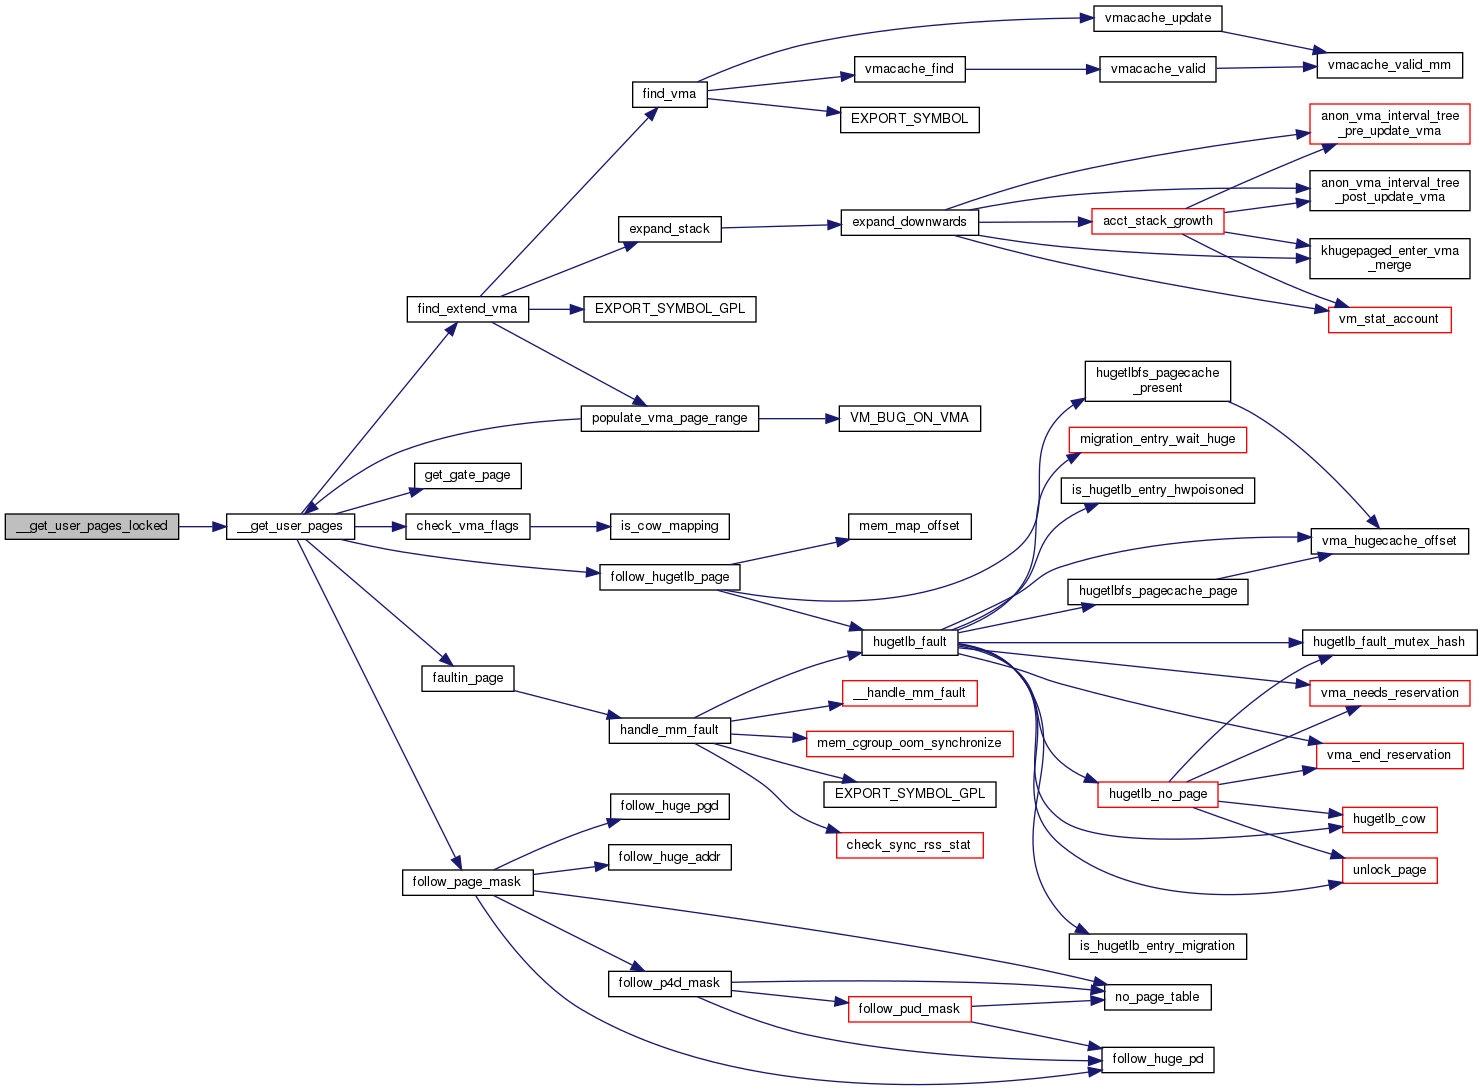 vmacache_update
vmacache_valid_mm
vmacache_find
vmacache_valid
find_vma
EXPORT_SYMBOL
anon_vma_interval_tree
_pre_update_vma
anon_vma_interval_tree
_post_update_vma
expand_downwards
acct_stack_growth
expand_stack
khugepaged_enter_vma
_merge
find_extend_vma
EXPORT_SYMBOL_GPL
vm_stat_account
hugetlbfs_pagecache
_present
populate_vma_page_range
VM_BUG_ON_VMA
migration_entry_wait_huge
get_gate_page
is_hugetlb_entry_hwpoisoned
__get_user_pages_locked
__get_user_pages
check_vma_flags
is_cow_mapping
mem_map_offset
vma_hugecache_offset
follow_hugetlb_page
hugetlbfs_pagecache_page
hugetlb_fault
hugetlb_fault_mutex_hash
faultin_page
__handle_mm_fault
vma_needs_reservation
handle_mm_fault
mem_cgroup_oom_synchronize
vma_end_reservation
EXPORT_SYMBOL_GPL
hugetlb_no_page
follow_huge_pgd
hugetlb_cow
check_sync_rss_stat
follow_huge_addr
unlock_page
follow_page_mask
is_hugetlb_entry_migration
follow_p4d_mask
no_page_table
follow_pud_mask
follow_huge_pd